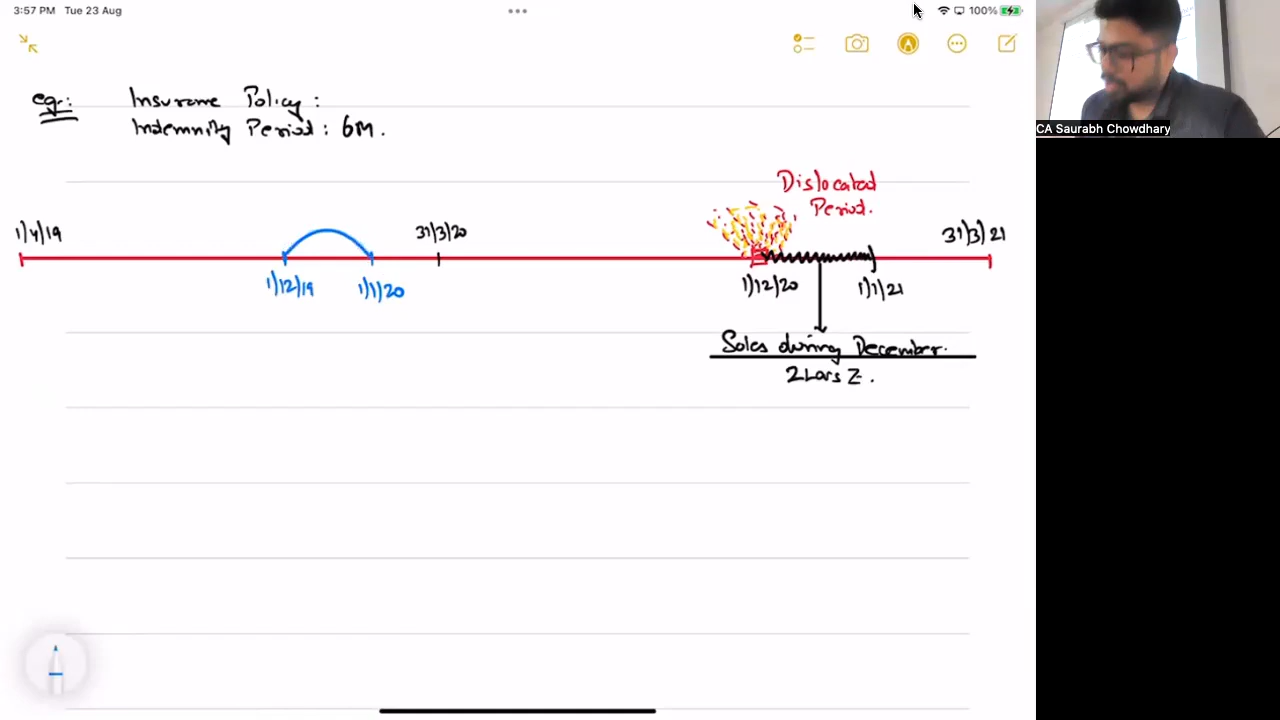 3:57 PM Tue 23 Aug
100%
CA Saurabh Chowdhary
eg: Insurance Policy :
Indemnity Period : 6M.
Dislocated
Period.
1/4/19
31/3/20
31/3/21
1/12/19
1/1/20
1/12/20
1/1/21
Sales during December.